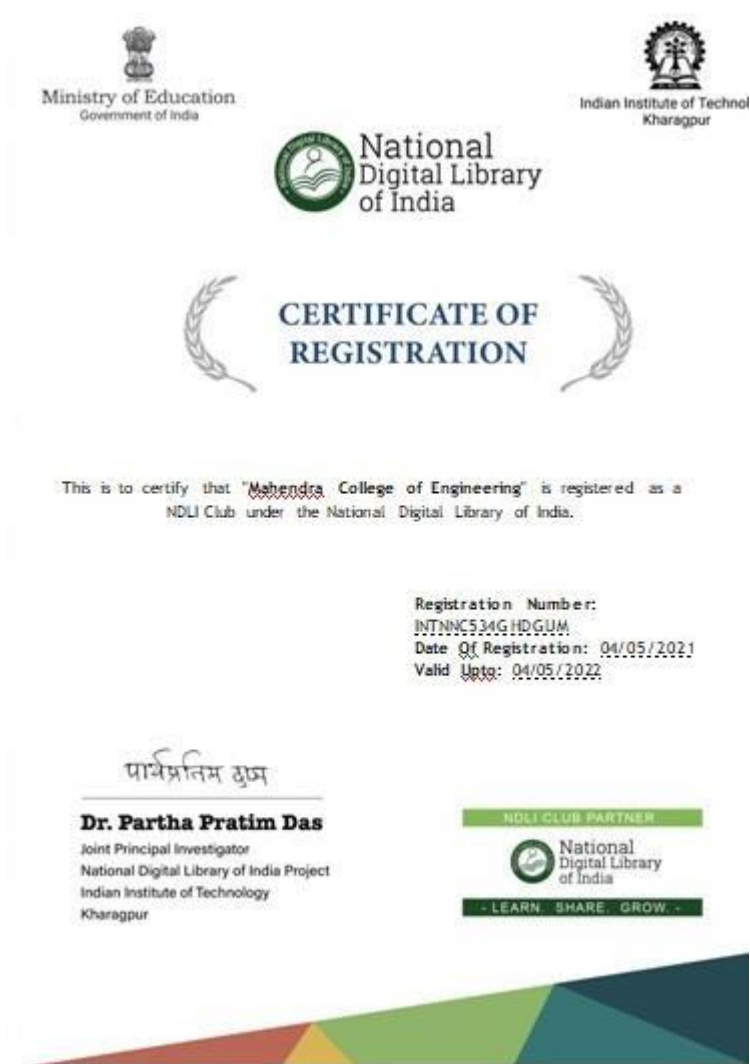 Ministry of Education
Government of India
Indian Institute of Technol
Kharagpur
National
Digital Library
of India
CERTIFICATE OF
REGISTRATION
This is to certify that "Mahendra College of Engineering" is registered as a
NDLI Club under the National Digital Library of India.
Registration Number:
INTNNC534GHDGUM
Date Of Registration: 04/05/2021
Valid Upto: 04/05/2022
पार्थप्रतिम दास
Dr. Partha Pratim Das
Joint Principal Investigator
National Digital Library of India Project
Indian Institute of Technology
Kharagpur
NDLI CLUB PARTNER
National
Digital Library
of India
- LEARN. SHARE. GROW. -